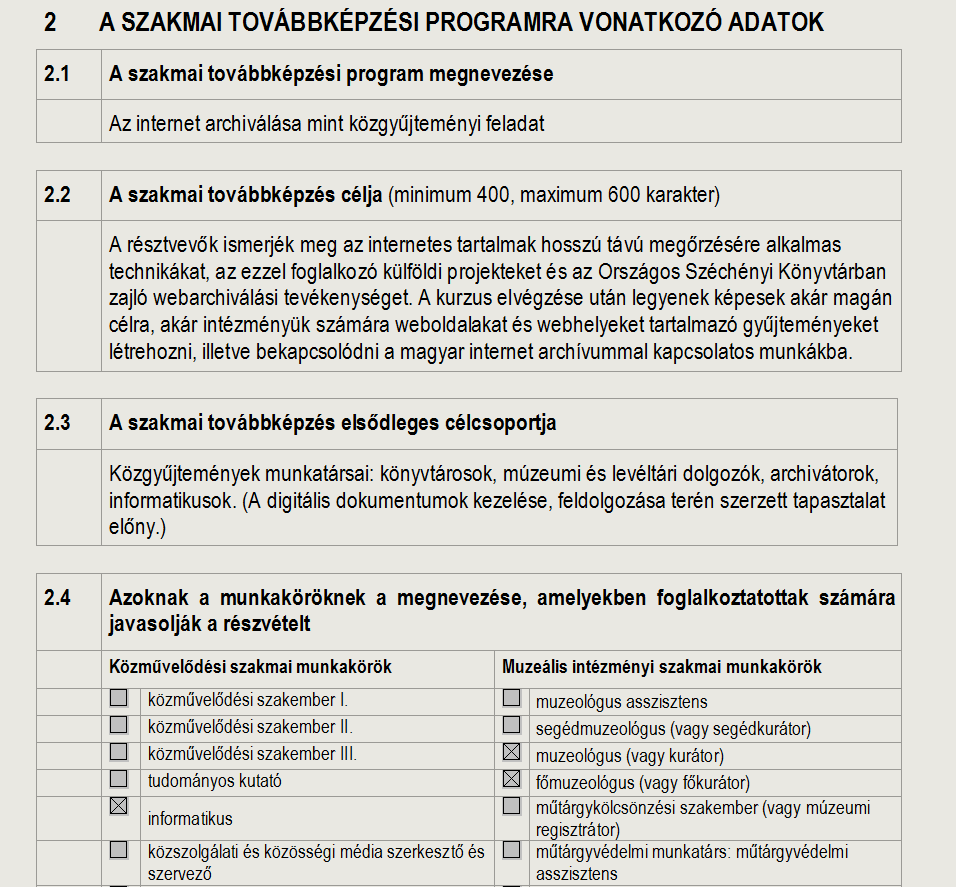 2 A SZAKMAI TOVÁBBKÉPZÉSI PROGRAMRA VONATKOZÓ ADATOK
2.1 A szakmai továbbképzési program megnevezése
Az internet archiválása mint közgyűjteményi feladat
2.2 A szakmai továbbképzés célja (minimum 400, maximum 600 karakter)
A résztvevők ismerjék meg az internetes tartalmak hosszú távú megőrzésére alkalmas
technikákat, az ezzel foglalkozó külföldi projekteket és az Országos Széchényi Könyvtárban
zajló webarchiválási tevékenységet. A kurzus elvégzése után legyenek képesek akár magán
célra, akár intézményük számára weboldalakat és webhelyeket tartalmazó gyűjteményeket
létrehozni, illetve bekapcsolódni a magyar internet archívummal kapcsolatos munkákba.
2.3 A szakmai továbbképzés elsődleges célcsoportja
Közgyűjtemények munkatársai: könyvtárosok, múzeumi és levéltári dolgozók, archivátorok,
informatikusok. (A digitális dokumentumok kezelése, feldolgozása terén szerzett tapasztalat
előny.)
2.4 Azoknak a munkaköröknek a megnevezése, amelyekben foglalkoztatottak számára
javasolják a részvételt
Közművelődési szakmai munkakörök
Muzeális intézményi szakmai munkakörök
közművelődési szakember I.
muzeológus asszisztens
közművelődési szakember II.
segédmuzeológus (vagy segédkurátor)
közművelődési szakember III.
muzeológus (vagy kurátor)
tudományos kutató
főmuzeológus (vagy főkurátor)
informatikus
műtárgykölcsönzési szakember (vagy múzeumi
regisztrátor)
közszolgálati és közösségi média szerkesztő és
szervező
műtárgyvédelmi munkatárs: műtárgyvédelmi
asszisztens